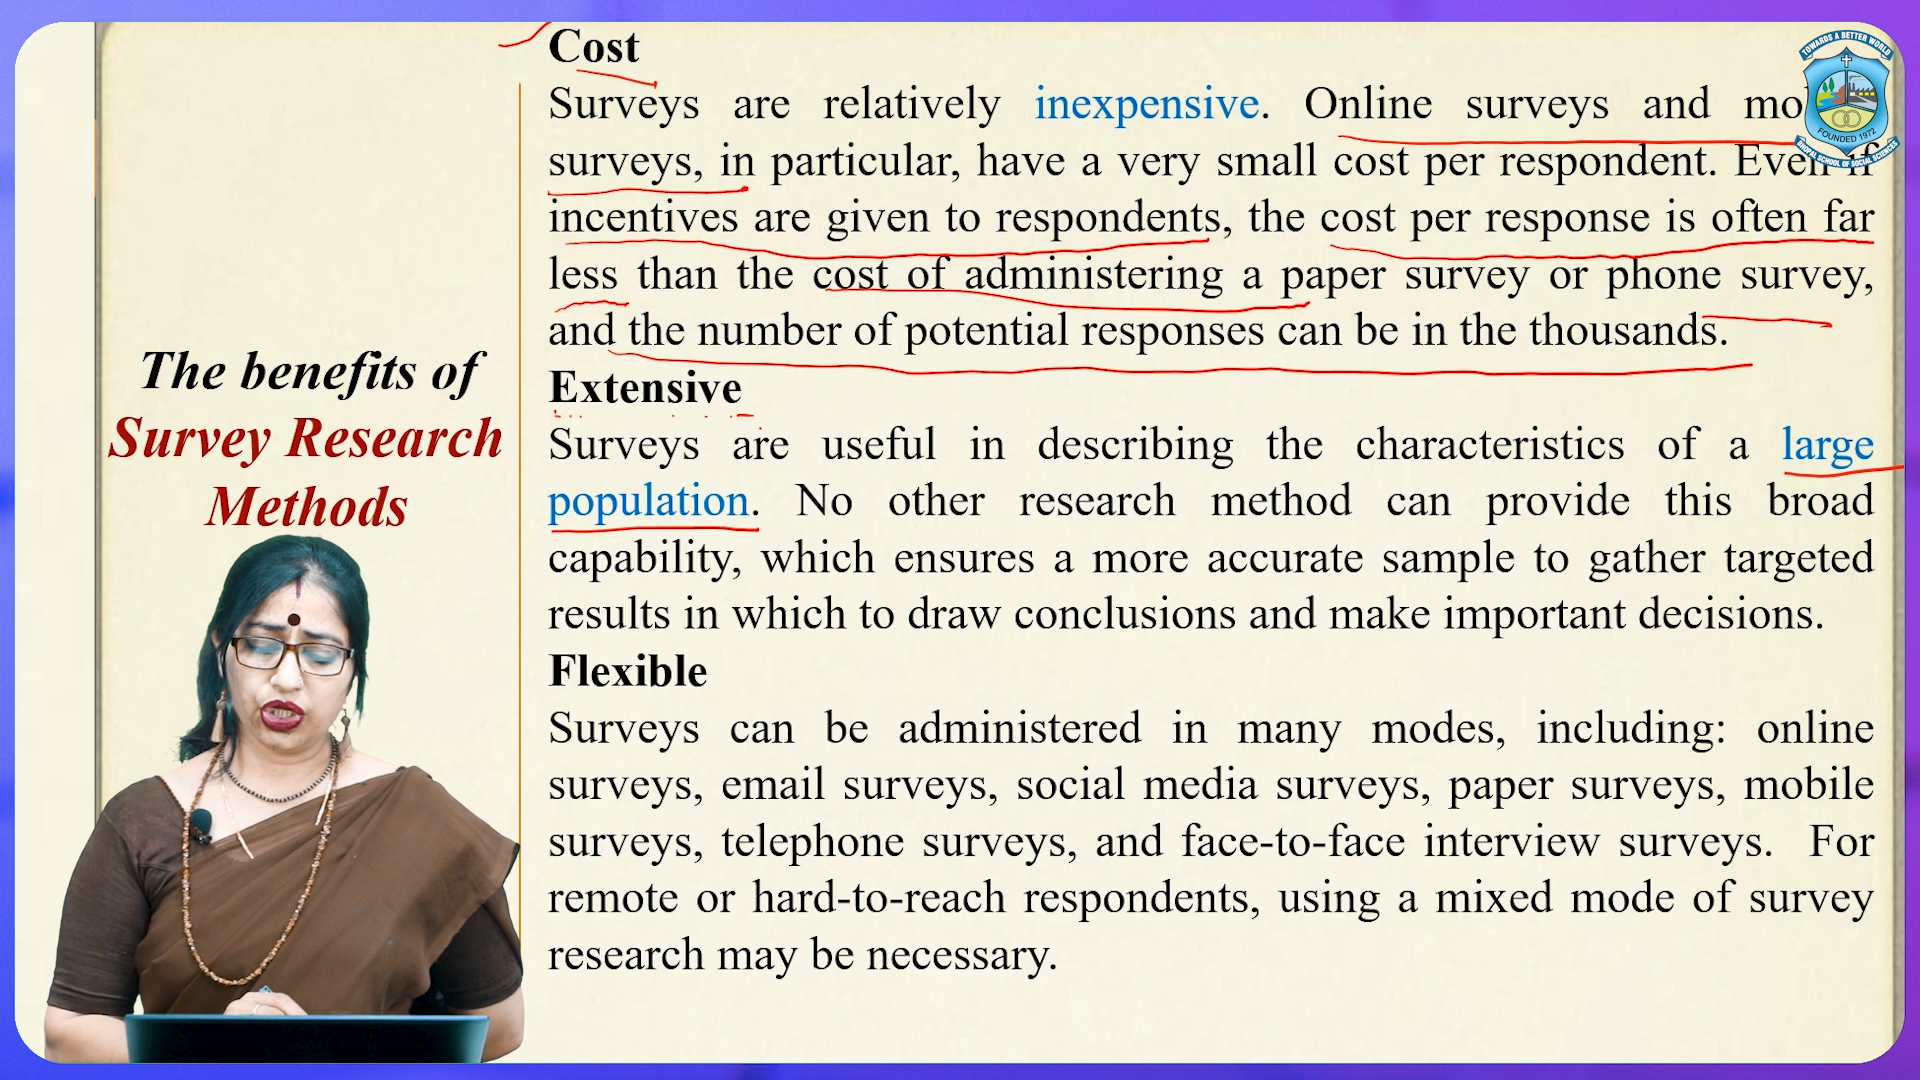 The benefits of
Survey Research
Methods
Cost
Surveys are relatively inexpensive. Online surveys and
surveys, in particular, have a very small cost per respondent. Even if
incentives are given to respondents, the cost per response is often far
less than the cost of administering a paper survey or phone survey,
and the number of potential responses can be in the thousands.
Extensive
Surveys are useful in describing the characteristics of a large
population. No other research method can provide this broad
capability, which ensures a more accurate sample to gather targeted
results in which to draw conclusions and make important decisions.
Flexible
Surveys can be administered in many modes, including: online
surveys, email surveys, social media surveys, paper surveys, mobile
surveys, telephone surveys, and face-to-face interview surveys. For
remote or hard-to-reach respondents, using a mixed mode of survey
research may be necessary.
TOWARDS A BETTER WORLD
FOUNDED 1972
BHOPAL SCHOOL OF SOCIAL SCIENCES